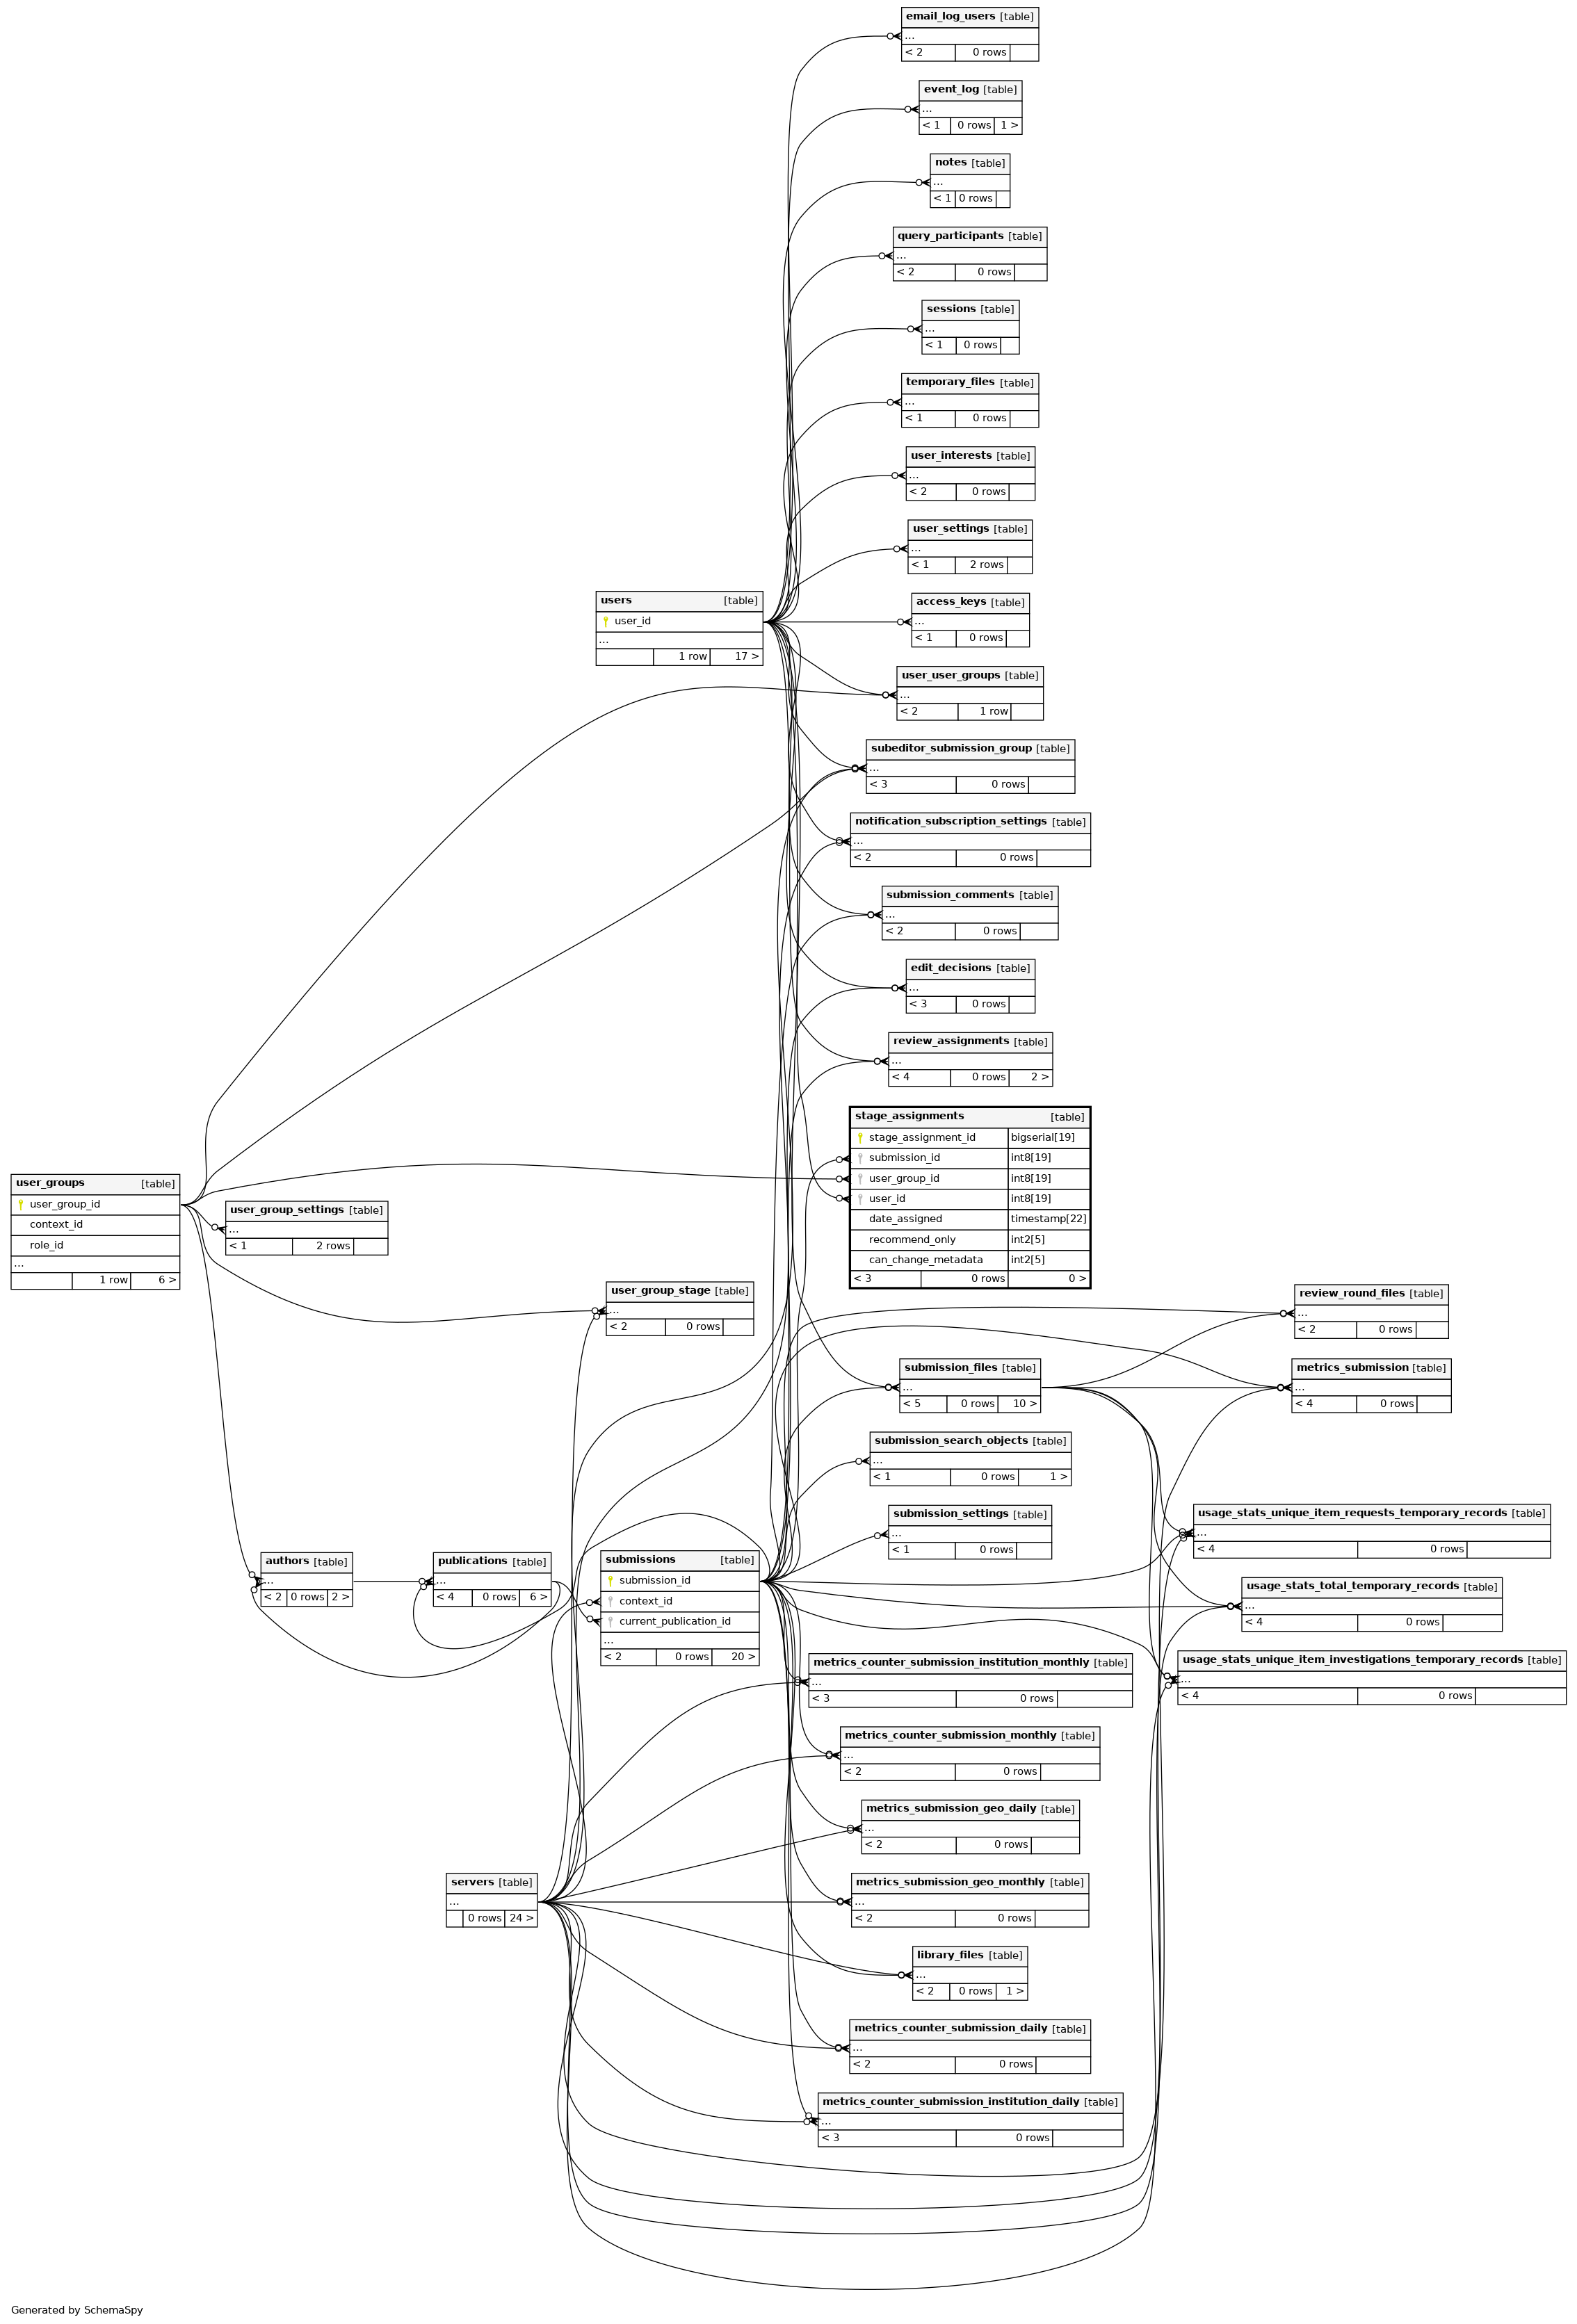 email_log_users [table]
...
< 2 0 rows
event_log [table]
...
< 1 0 rows 1 >
notes [table]
...
< 1 0 rows
query_participants [table]
...
< 2 0 rows
sessions [table]
...
< 1 0 rows
temporary_files [table]
...
< 1 0 rows
user_interests [table]
...
< 2 0 rows
user_settings [table]
...
< 1 2 rows
users [table]
user_id
...
1 row 17 >
access_keys [table]
...
< 1 0 rows
user_user_groups [table]
...
< 2 1 row
subeditor_submission_group [table]
...
< 3 0 rows
notification_subscription_settings [table]
...
< 2 0 rows
submission_comments [table]
...
< 2 0 rows
edit_decisions [table]
...
< 3 0 rows
review_assignments [table]
...
< 4 0 rows 2 >
stage_assignments [table]
stage_assignment_id bigserial[19]
submission_id int8[19]
user_group_id int8[19]
user_id int8[19]
date_assigned timestamp[22]
recommend_only int2[5]
can_change_metadata int2[5]
< 3 0 rows 0 >
user_groups [table]
user_group_id
context_id
role_id
...
1 row 6 >
user_group_settings [table]
...
< 1 2 rows
user_group_stage [table]
...
< 2 0 rows
review_round_files [table]
...
< 2 0 rows
submission_files [table]
...
< 5 0 rows 10 >
metrics_submission [table]
...
< 4 0 rows
submission_search_objects [table]
...
< 1 0 rows 1 >
submission_settings [table]
...
< 1 0 rows
usage_stats_unique_item_requests_temporary_records [table]
...
< 4 0 rows
authors [table]
...
< 2 0 rows 2 >
publications [table]
...
< 4 0 rows 6 >
submissions [table]
submission_id
context_id
current_publication_id
...
< 2 0 rows 20 >
usage_stats_total_temporary_records [table]
...
< 4 0 rows
metrics_counter_submission_institution_monthly [table]
...
< 3 0 rows
usage_stats_unique_item_investigations_temporary_records [table]
...
< 4 0 rows
metrics_counter_submission_monthly [table]
...
< 2 0 rows
metrics_submission_geo_daily [table]
...
< 2 0 rows
servers [table]
...
0 rows 24 >
metrics_submission_geo_monthly [table]
...
< 2 0 rows
library_files [table]
...
< 2 0 rows 1 >
metrics_counter_submission_daily [table]
...
< 2 0 rows
metrics_counter_submission_institution_daily [table]
...
< 3 0 rows
Generated by SchemaSpy